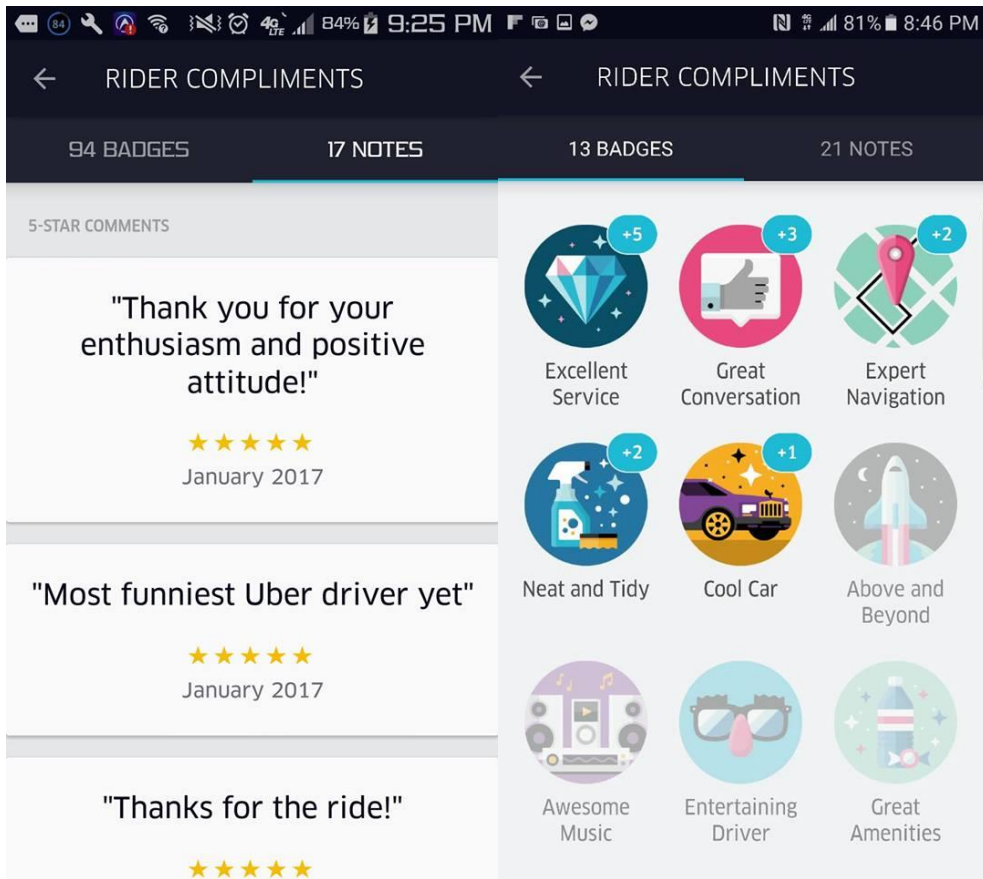 84
4G
LTE
84%
9:25 PM
RIDER COMPLIMENTS
94 BADGES
17 NOTES
5-STAR COMMENTS
"Thank you for your
enthusiasm and positive
attitude!"
January 2017
"Most funniest Uber driver yet"
January 2017
"Thanks for the ride!"
81%
8:46 PM
RIDER COMPLIMENTS
13 BADGES
21 NOTES
+5
+3
+2
Excellent
Service
Great
Conversation
Expert
Navigation
+2
+1
Neat and Tidy
Cool Car
Above and
Beyond
Awesome
Music
Entertaining
Driver
Great
Amenities